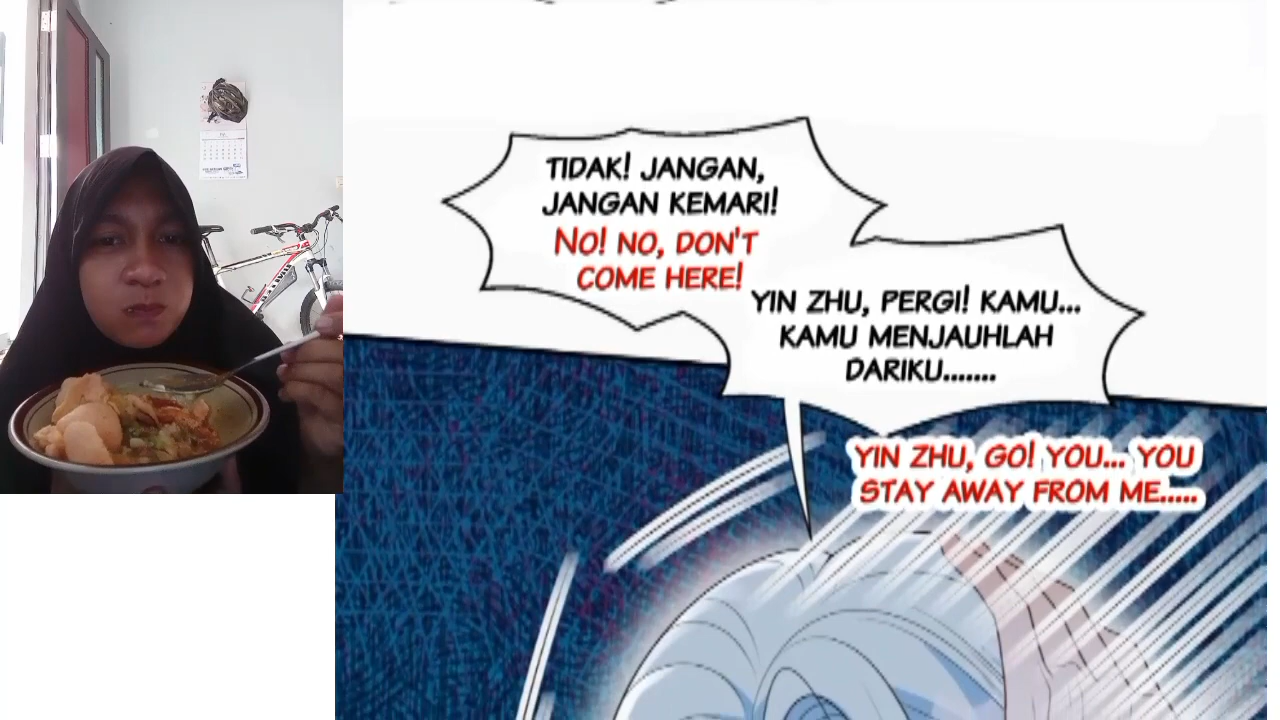 TIDAK! JANGAN,
JANGAN KEMARI!
NO! NO, DON'T
COME HERE!
YIN ZHU, PERGI! KAMU...
KAMU MENJAUHLAH
DARIKU.......
YIN ZHU, GO! YOU... YOU
STAY AWAY FROM ME.....